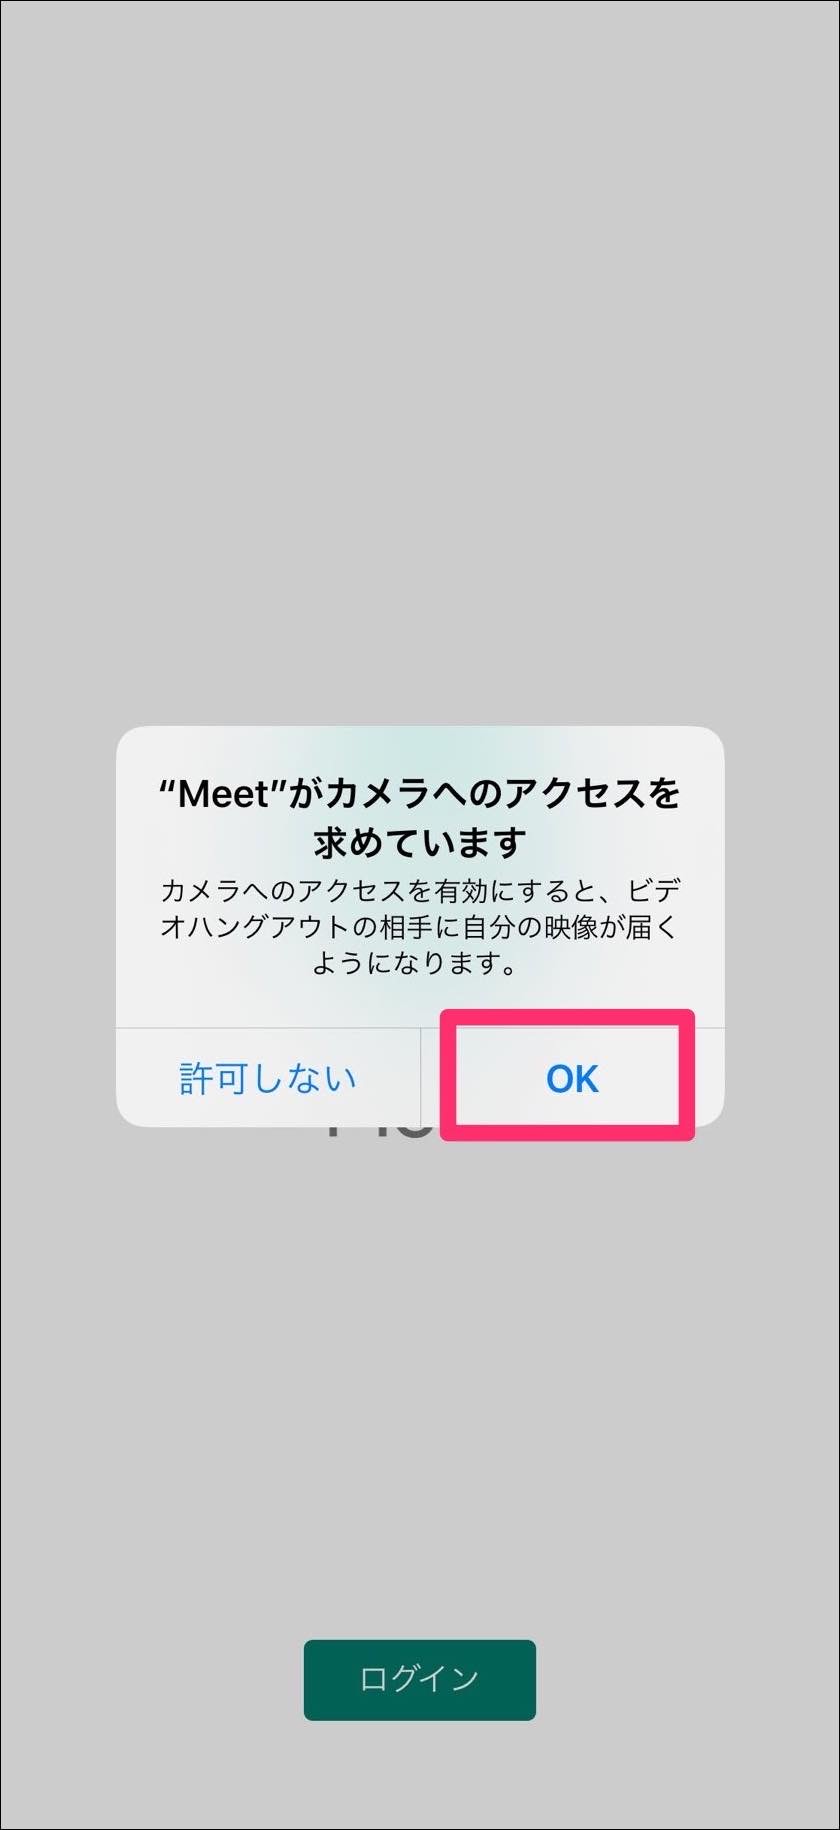 “Meet”がカメラへのアクセスを
求めています
カメラへのアクセスを有効にすると、ビデ
オハングアウトの相手に自分の映像が届く
ようになります。
許可しない
OK
ログイン